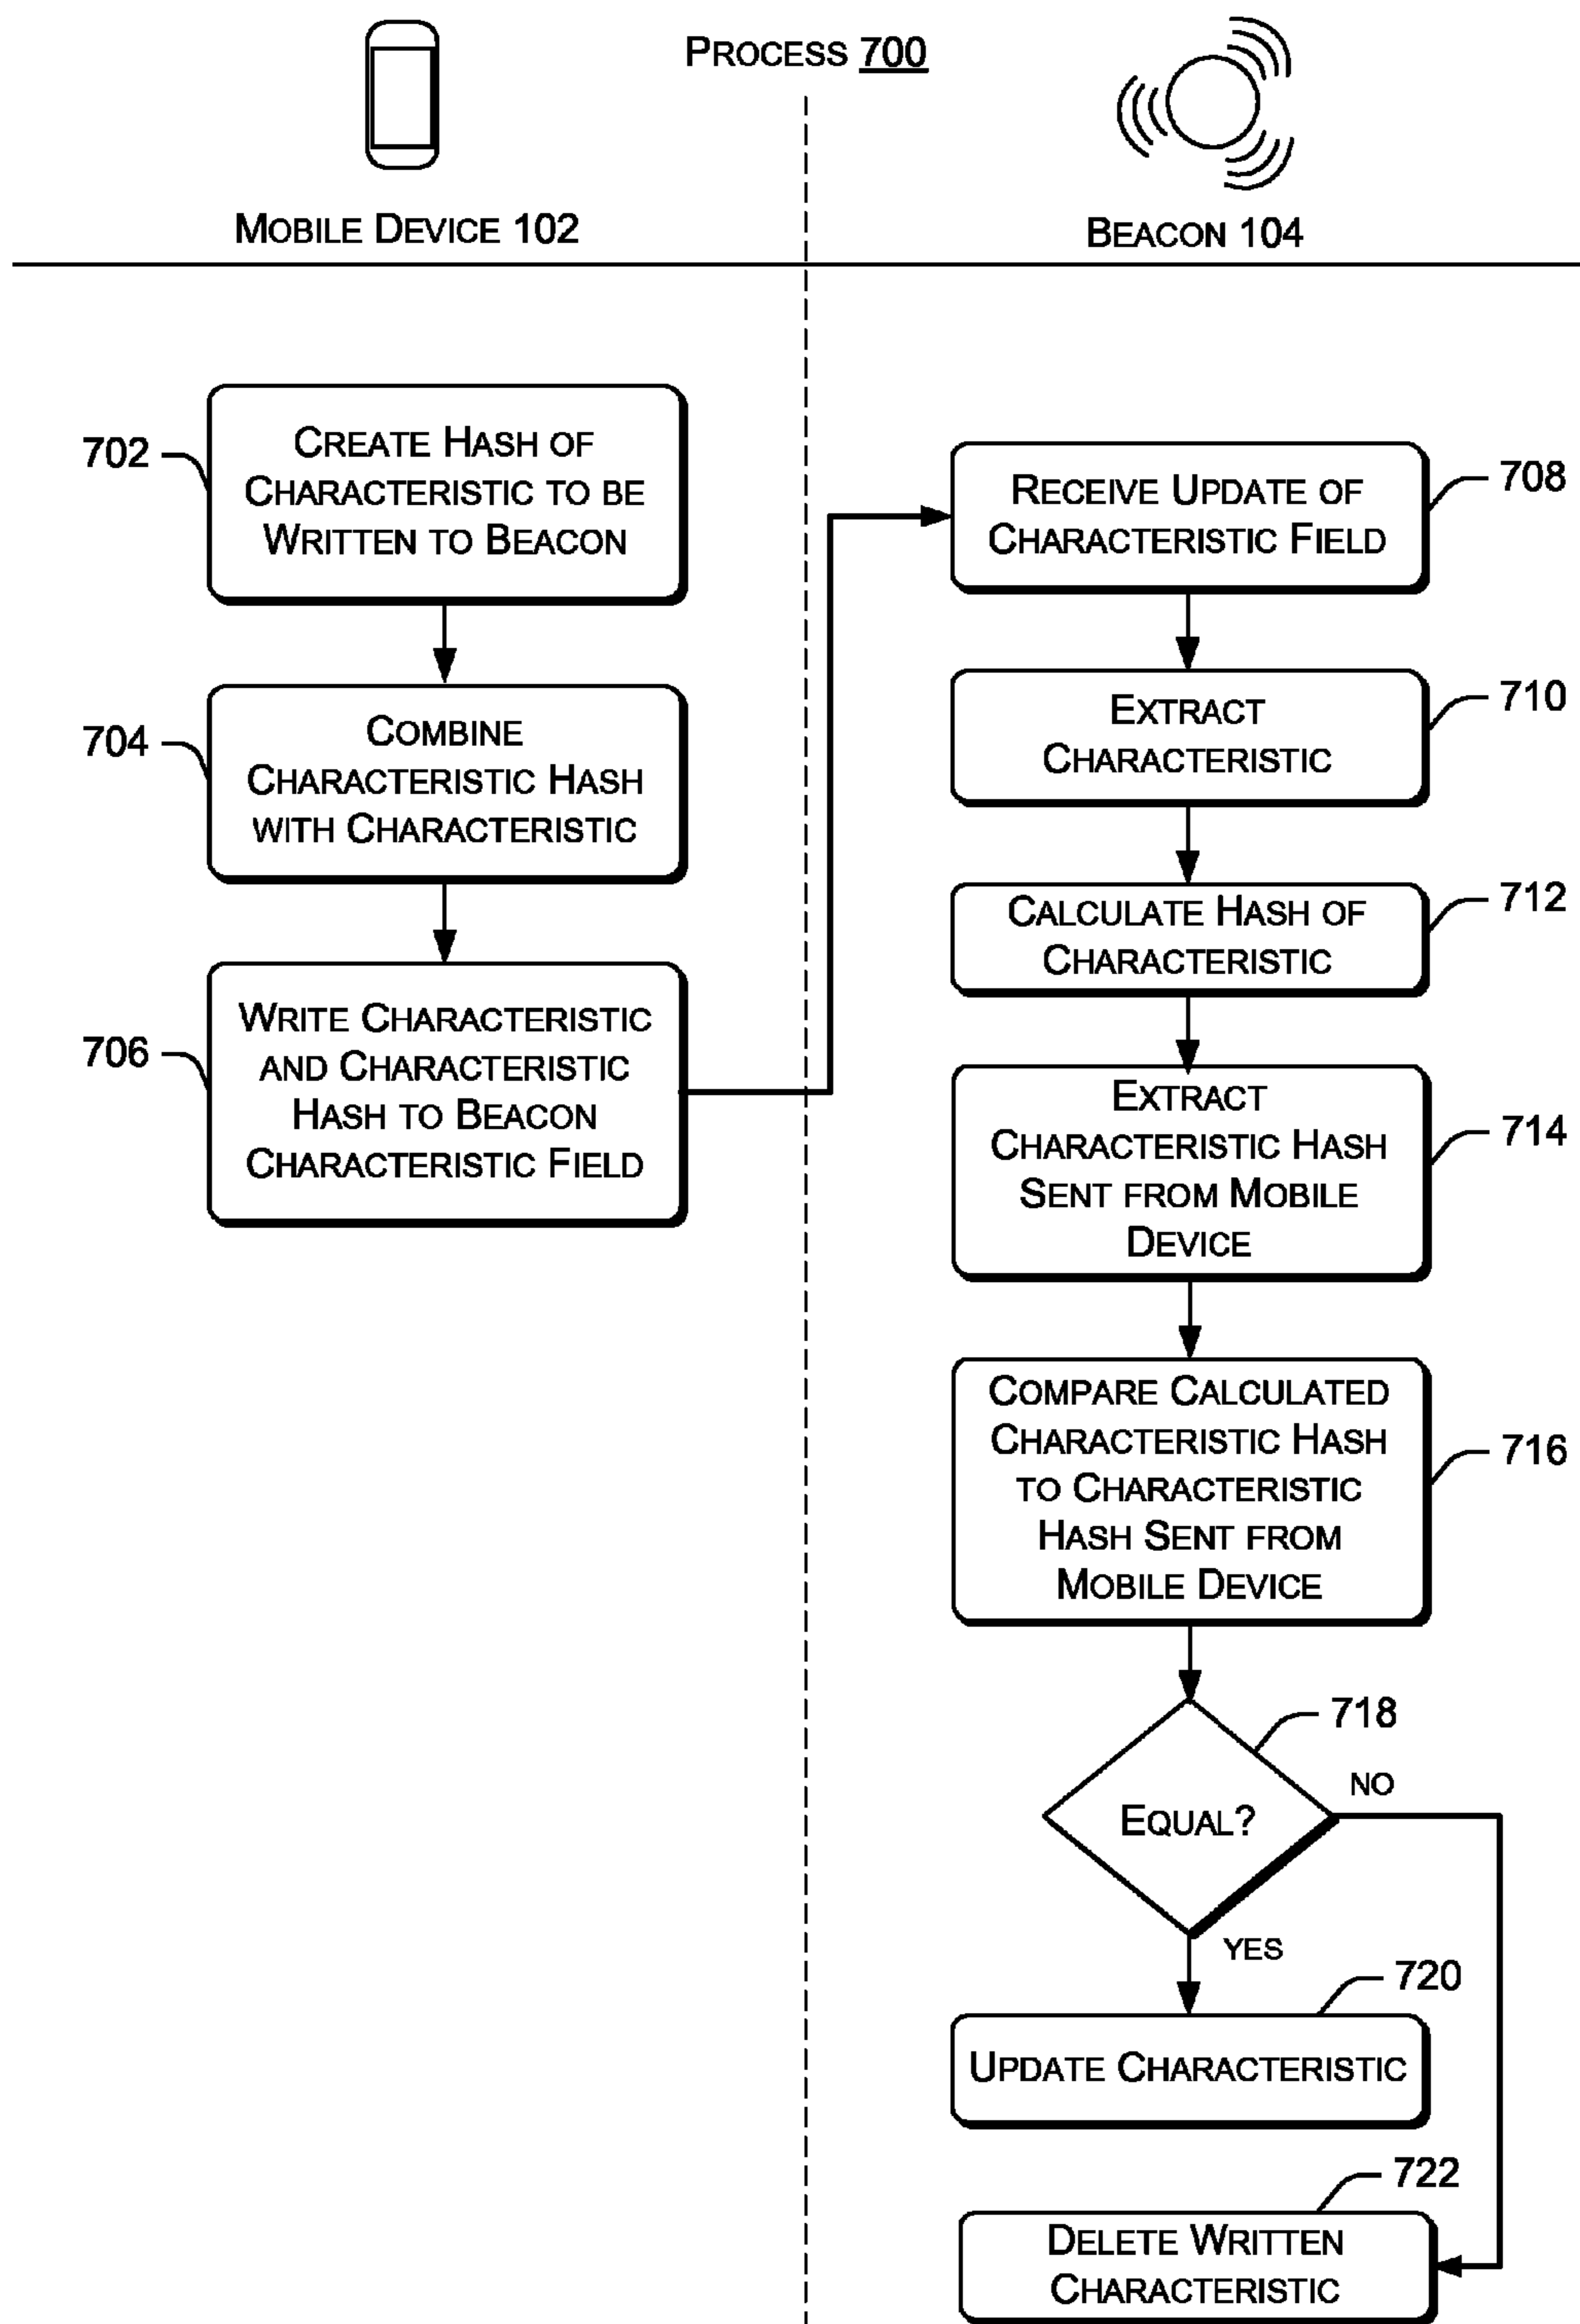 PROCESS 700
MOBILE DEVICE 102
BEACON 104
702
CREATE HASH OF
CHARACTERISTIC TO BE
WRITTEN TO BEACON
704
COMBINE
CHARACTERISTIC HASH
WITH CHARACTERISTIC
706
WRITE CHARACTERISTIC
AND CHARACTERISTIC
HASH TO BEACON
CHARACTERISTIC FIELD
RECEIVE UPDATE OF
CHARACTERISTIC FIELD
708
EXTRACT
CHARACTERISTIC
710
CALCULATE HASH OF
CHARACTERISTIC
712
EXTRACT
CHARACTERISTIC HASH
SENT FROM MOBILE
DEVICE
714
COMPARE CALCULATED
CHARACTERISTIC HASH
TO CHARACTERISTIC
HASH SENT FROM
MOBILE DEVICE
716
718
EQUAL?
NO
YES
720
UPDATE CHARACTERISTIC
722
DELETE WRITTEN
CHARACTERISTIC